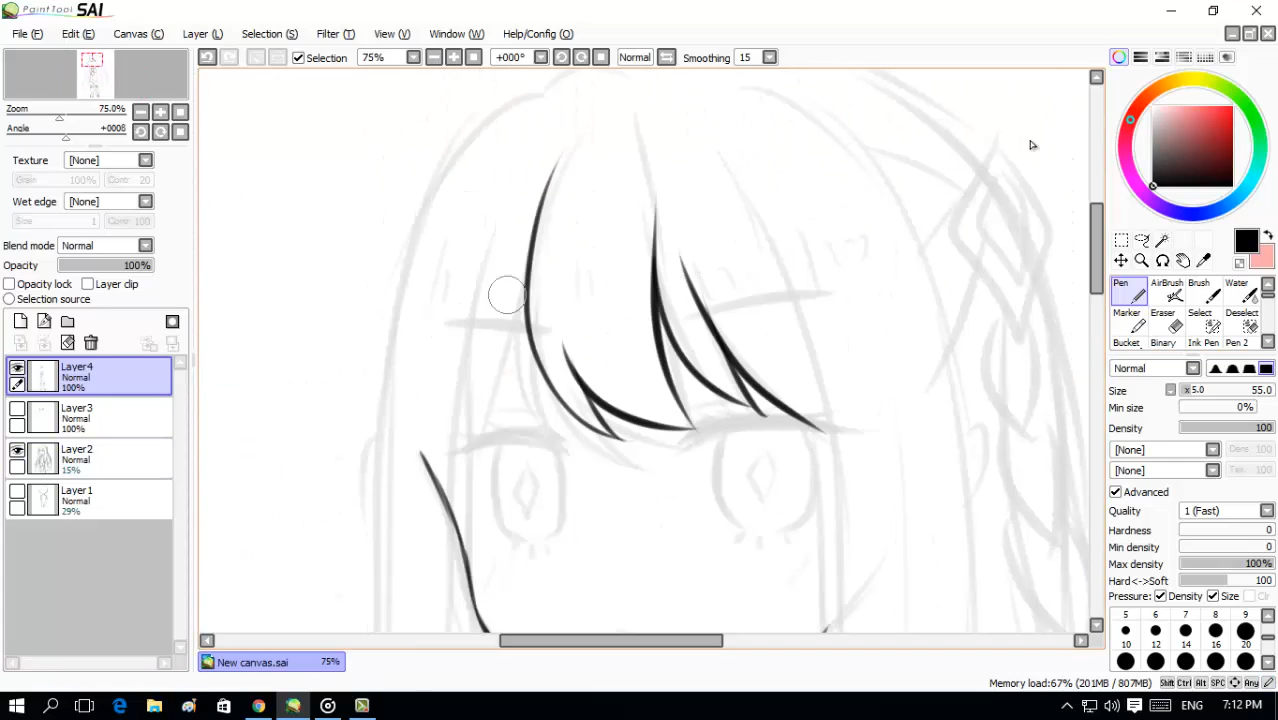 PaintTool SAI
File (F) Edit (E) Canvas (C) Layer (L) Selection (S) Filter (T) View (V) Window (W) Help/Config (O)
Selection 75% +000° Normal Smoothing 15
Zoom 75.0%
Angle +000ß
Texture [None]
Grain 100% Contr 20
Wet edge [None]
Size 1 Contr 100
Blend mode Normal
Opacity 100%
Opacity lock Layer clip
Selection source
Layer4
Normal
100%
Layer3
Normal
100%
Layer2
Normal
15%
Layer1
Normal
29%
Pen AirBrush Brush Water
Marker Eraser Select Deselect
Bucket Binary Ink Pen Pen 2
Normal
Size x 5.0 55.0
Min size 0%
Density 100
[None] Dens 100
[None] Tex. 100
Advanced
Quality 1 (Fast)
Hardness 0
Min density 0
Max density 100%
Hard<->Soft 100
Pressure: Density Size Clr
5 6 7 8 9
10 12 14 16 20
New canvas.sai 75%
Memory load:67% (201MB / 807MB) Shift Ctrl Alt SPC Any
ENG 7:12 PM